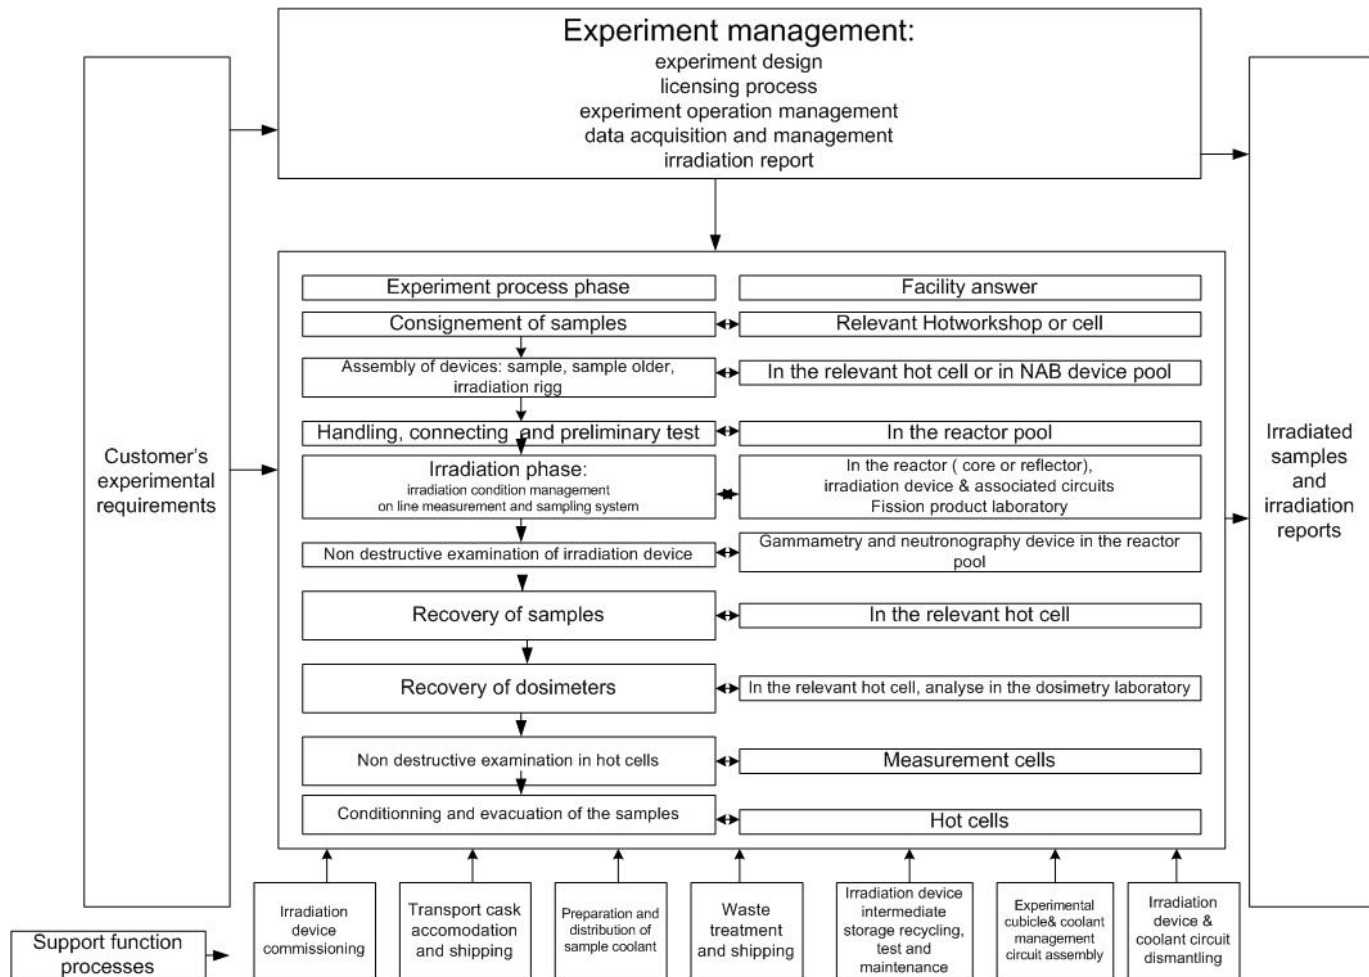 Experiment management:
experiment design
licensing process
experiment operation management
data acquisition and management
irradiation report
Customer's
experimental
requirements
Experiment process phase
Facility answer
Consignement of samples
Relevant Hotworkshop or cell
Assembly of devices: sample, sample older,
irradiation rigg
In the relevant hot cell or in NAB device pool
Handling, connecting and preliminary test
In the reactor pool
Irradiation phase:
irradiation condition management
on line measurement and sampling system
In the reactor ( core or reflector),
irradiation device & associated circuits
Fission product laboratory
Non destructive examination of irradiation device
Gammametry and neutronography device in the reactor
pool
Recovery of samples
In the relevant hot cell
Recovery of dosimeters
In the relevant hot cell, analyse in the dosimetry laboratory
Non destructive examination in hot cells
Measurement cells
Conditionning and evacuation of the samples
Hot cells
Irradiated
samples
and
irradiation
reports
Support function
processes
Irradiation
device
commissioning
Transport cask
accomodation
and shipping
Preparation and
distribution of
sample coolant
Waste
treatment
and shipping
Irradiation device
intermediate
storage recycling,
test and
maintenance
Experimental
cubicle& coolant
management
circuit assembly
Irradiation
device &
coolant circuit
dismantling